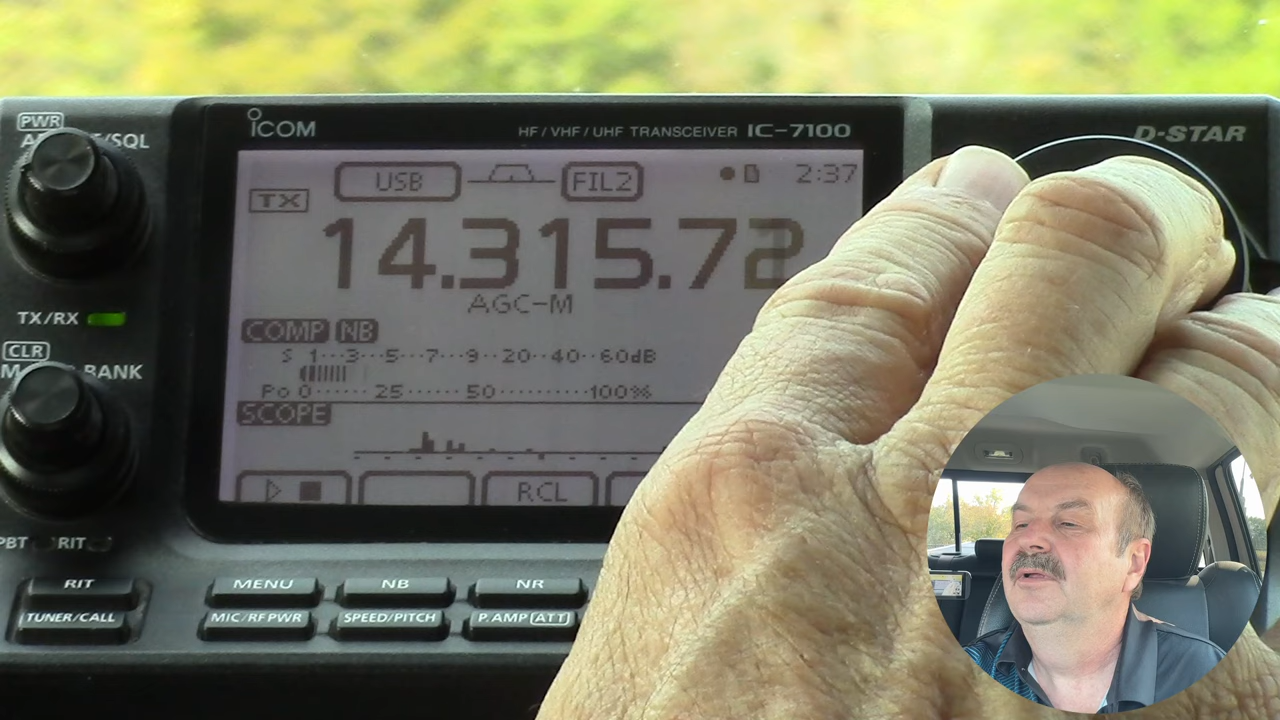 PWR
ICOM
HF/VHF/UHF TRANSCEIVER IC-7100
D-STAR
USB
FIL2
2:37
TX
14.315.72
AGC-M
TX/RX
COMP NB
CLR
BANK
S 1···3···5···7···9··20··40··60dB
Po 0······25······50··········100%
SCOPE
RCL
PBT RIT
RIT
MENU
NB
NR
TUNER/CALL
MIC/RF PWR
SPEED/PITCH
P.AMP ATT